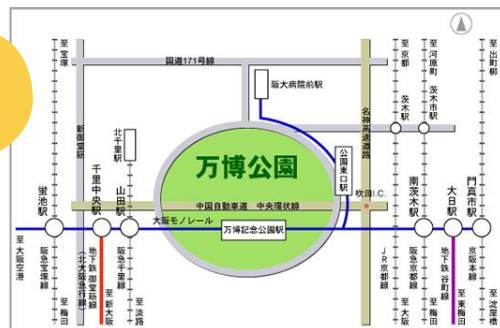 至宝塚
国道171号線
阪大病院前駅
至京都
至河原町
至出町柳
茨木駅
茨木市駅
新御堂筋
北千里駅
名神高速道路
万博公園
公園東口駅
蛍池駅
千里中央駅
山田駅
中国自動車道 中央環状線
吹田I.C.
南茨木駅
大日駅
門真市駅
大阪モノレール
万博記念公園駅
至大阪空港
阪急宝塚線
地下鉄 御堂筋線
(北大阪急行線)
阪急千里線
JR京都線
阪急京都線
地下鉄 谷町線
京阪本線
至梅田
至新大阪
至淡路
至大阪
至梅田
至東梅田
至淀屋橋